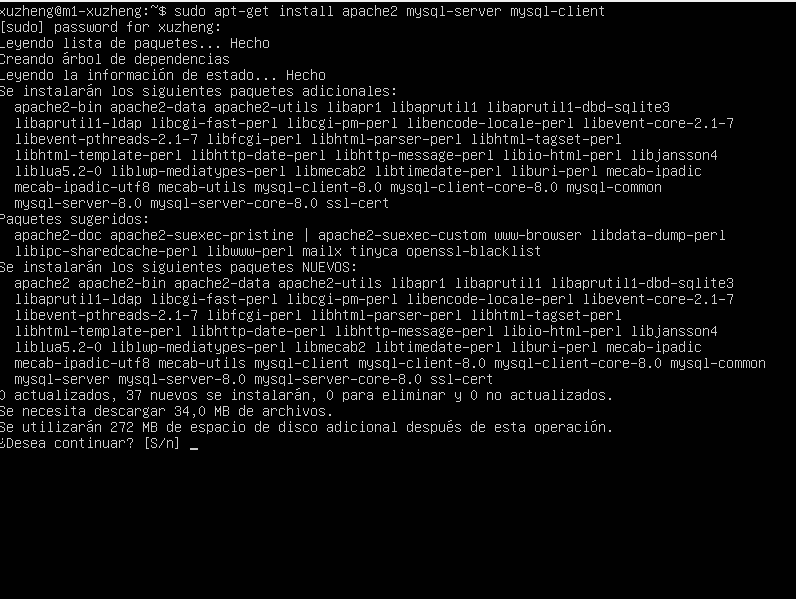 xuzheng@m1-xuzheng:~$ sudo apt-get install apache2 mysql-server mysql-client
[sudo] password for xuzheng:
Leyendo lista de paquetes... Hecho
Creando árbol de dependencias
Leyendo la información de estado... Hecho
Se instalarán los siguientes paquetes adicionales:
apache2-bin apache2-data apache2-utils libapr1 libaprutil1 libaprutil1-dbd-sqlite3
libaprutil1-ldap libcgi-fast-perl libcgi-pm-perl libencode-locale-perl libevent-core-2.1-7
libevent-pthreads-2.1-7 libfcgi-perl libhtml-parser-perl libhtml-tagset-perl
libhtml-template-perl libhttp-date-perl libhttp-message-perl libio-html-perl libjansson4
liblua5.2-0 liblwp-mediatypes-perl libmecab2 libtimedate-perl liburi-perl mecab-ipadic
mecab-ipadic-utf8 mecab-utils mysql-client-8.0 mysql-client-core-8.0 mysql-common
mysql-server-8.0 mysql-server-core-8.0 ssl-cert
Paquetes sugeridos:
apache2-doc apache2-suexec-pristine | apache2-suexec-custom www-browser libdata-dump-perl
libipc-sharedcache-perl libwww-perl mailx tinyca openssl-blacklist
Se instalarán los siguientes paquetes NUEVOS:
apache2 apache2-bin apache2-data apache2-utils libapr1 libaprutil1 libaprutil1-dbd-sqlite3
libaprutil1-ldap libcgi-fast-perl libcgi-pm-perl libencode-locale-perl libevent-core-2.1-7
libevent-pthreads-2.1-7 libfcgi-perl libhtml-parser-perl libhtml-tagset-perl
libhtml-template-perl libhttp-date-perl libhttp-message-perl libio-html-perl libjansson4
liblua5.2-0 liblwp-mediatypes-perl libmecab2 libtimedate-perl liburi-perl mecab-ipadic
mecab-ipadic-utf8 mecab-utils mysql-client mysql-client-8.0 mysql-client-core-8.0 mysql-common
mysql-server mysql-server-8.0 mysql-server-core-8.0 ssl-cert
0 actualizados, 37 nuevos se instalarán, 0 para eliminar y 0 no actualizados.
Se necesita descargar 34,0 MB de archivos.
Se utilizarán 272 MB de espacio de disco adicional después de esta operación.
¿Desea continuar? [S/n] _